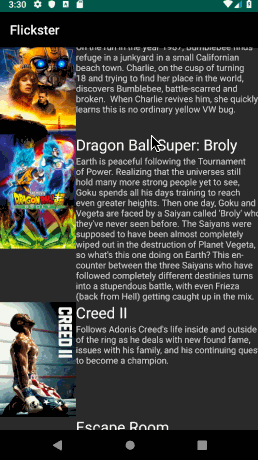 3:30
Flickster
On the run in the year 1987, Bumblebee finds
refuge in a junkyard in a small Californian
beach town. Charlie, on the cusp of turning
18 and trying to find her place in the world,
discovers Bumblebee, battle-scarred and
broken. When Charlie revives him, she quickly
learns this is no ordinary yellow VW bug.
Dragon Ball Super: Broly
Earth is peaceful following the Tournament
of Power. Realizing that the universes still
hold many more strong people yet to see,
Goku spends all his days training to reach
even greater heights. Then one day, Goku and
Vegeta are faced by a Saiyan called 'Broly' who
they've never seen before. The Saiyans were
supposed to have been almost completely
wiped out in the destruction of Planet Vegeta,
so what's this one doing on Earth? This en-
counter between the three Saiyans who have
followed completely different destinies turns
into a stupendous battle, with even Frieza
(back from Hell) getting caught up in the mix.
CREED II
Creed II
Follows Adonis Creed's life inside and outside
of the ring as he deals with new found fame,
issues with his family, and his continuing quest
to become a champion.
Escape Room